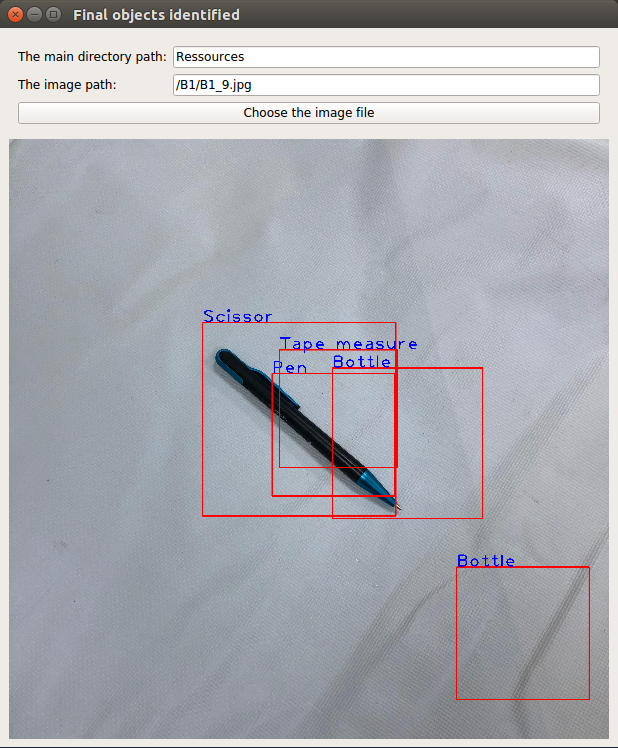 Final objects identified
The main directory path: Ressources
The image path: /B1/B1_9.jpg
Choose the image file
Scissor
Tape measure
Bottle
Pen
Bottle